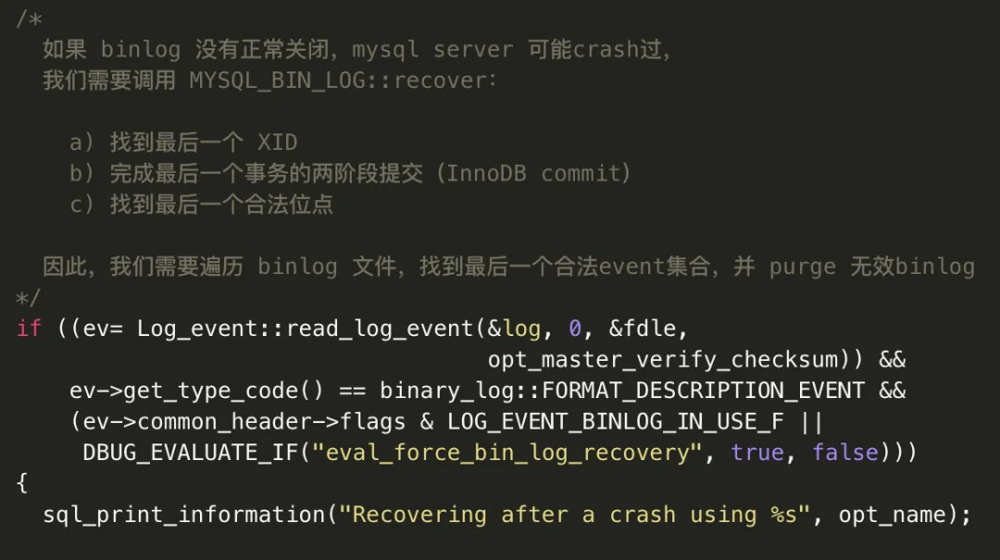 /*
如果 binlog 没有正常关闭，mysql server 可能crash过，
我们需要调用 MYSQL_BIN_LOG::recover：
a) 找到最后一个 XID
b) 完成最后一个事务的两阶段提交（InnoDB commit）
c) 找到最后一个合法位点
因此，我们需要遍历 binlog 文件，找到最后一个合法event集合，并 purge 无效binlog
*/
if ((ev= Log_event::read_log_event(&log, 0, &fdle,
opt_master_verify_checksum)) &&
ev->get_type_code() == binary_log::FORMAT_DESCRIPTION_EVENT &&
(ev->common_header->flags & LOG_EVENT_BINLOG_IN_USE_F ||
DBUG_EVALUATE_IF("eval_force_bin_log_recovery", true, false)))
{
sql_print_information("Recovering after a crash using %s", opt_name);